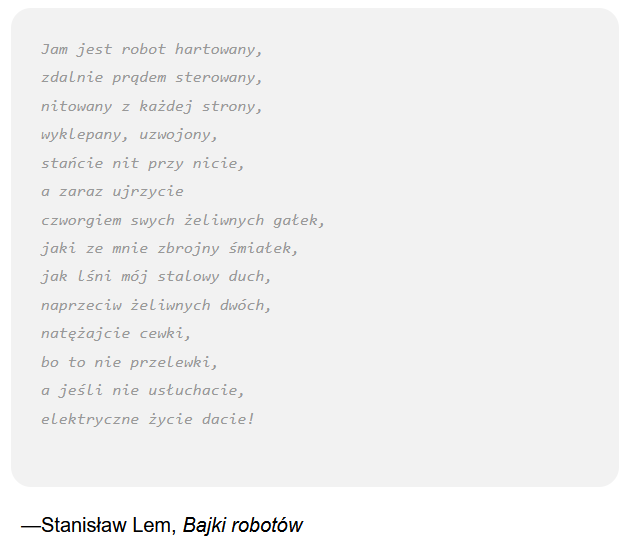 Jam jest robot hartowany,
zdalnie prądem sterowany,
nitowany z każdej strony,
wyklepany, uzwojony,
stańcie nit przy nicie,
a zaraz ujrzycie
czworgiem swych żeliwnych gałek,
jaki ze mnie zbrojny śmiałek,
jak lśni mój stalowy duch,
naprzeciw żeliwnych dwóch,
natężajcie cewki,
bo to nie przelewki,
a jeśli nie usłuchacie,
elektryczne życie dacie!
—Stanisław Lem, Bajki robotów